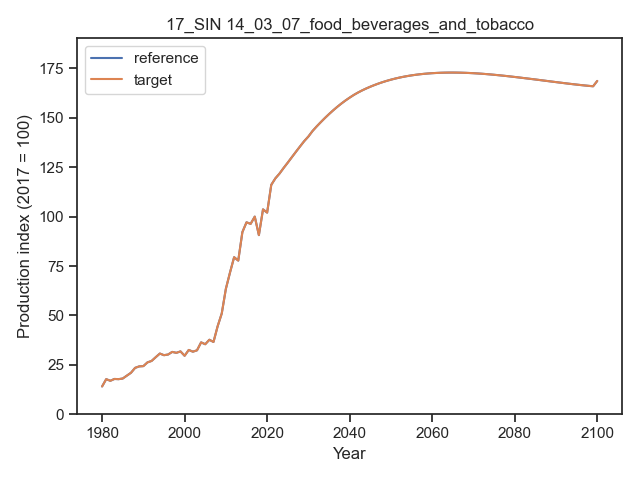 17_SIN 14_03_07_food_beverages_and_tobacco
reference
target
Production index (2017 = 100)
175
150
125
100
75
50
25
0
1980 2000 2020 2040 2060 2080 2100
Year